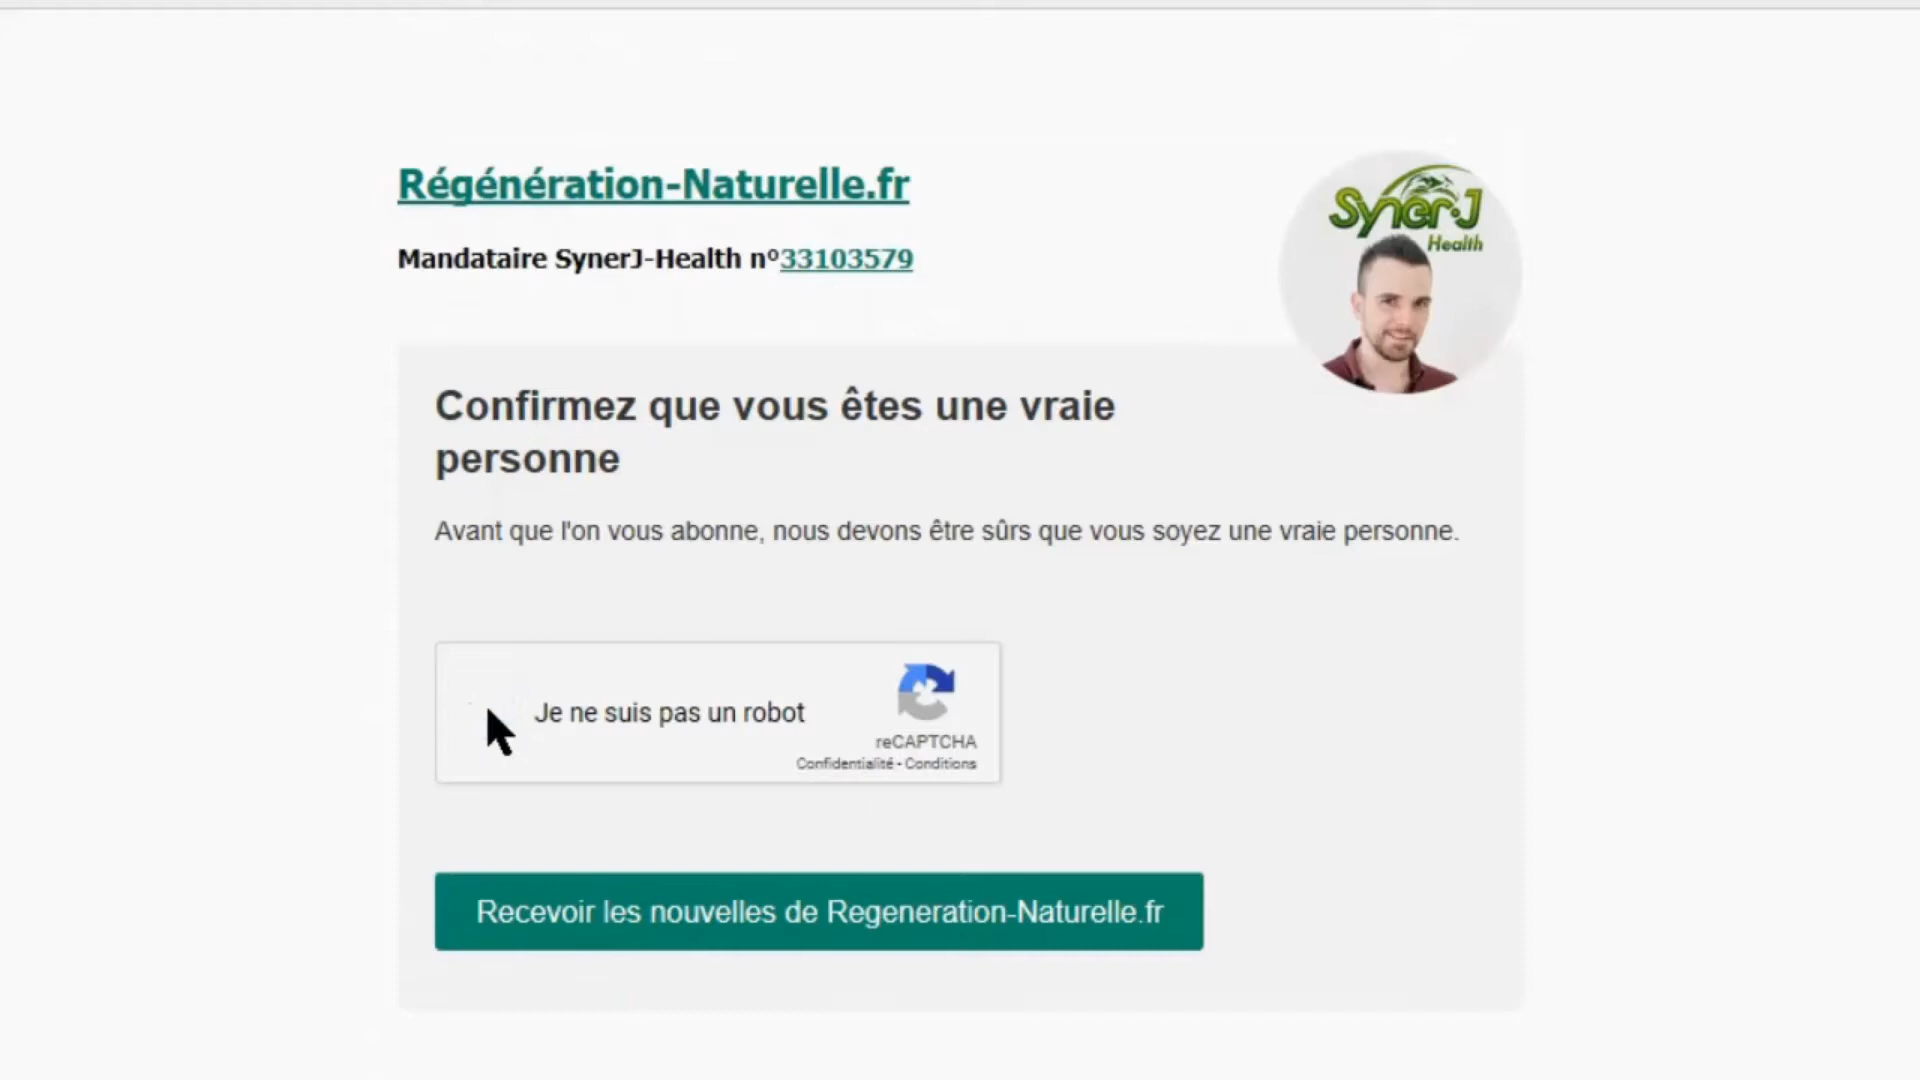 Régénération-Naturelle.fr
SynerJ
Health
Mandataire SynerJ-Health nº33103579
Confirmez que vous êtes une vraie
personne
Avant que l'on vous abonne, nous devons être sûrs que vous soyez une vraie personne.
Je ne suis pas un robot
reCAPTCHA
Confidentialité - Conditions
Recevoir les nouvelles de Regeneration-Naturelle.fr